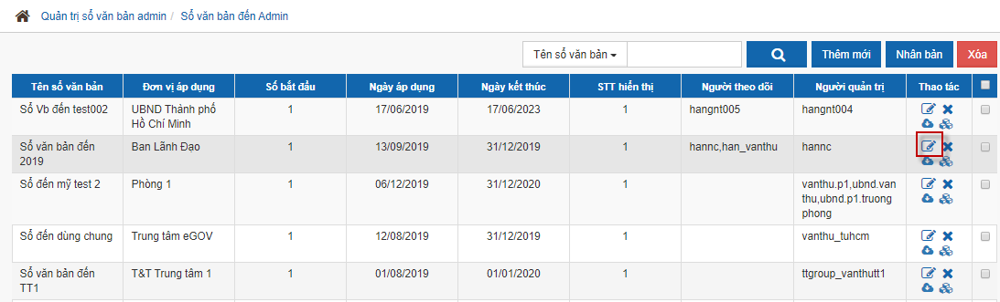 Quản trị sổ văn bản admin / Sổ văn bản đến Admin
Tên sổ văn bản Thêm mới Nhân bản Xóa
Tên sổ văn bản Đơn vị áp dụng Số bắt đầu Ngày áp dụng Ngày kết thúc STT hiển thị Người theo dõi Người quản trị Thao tác
Sổ Vb đến test002 UBND Thành phố 1 17/06/2019 17/06/2023 1 hangnt005 hangnt004
Hồ Chí Minh
Sổ văn bản đến Ban Lãnh Đạo 1 13/09/2019 31/12/2019 1 hannc,han_vanthu hannc
2019
Sổ đến mỹ test 2 Phòng 1 1 06/12/2019 31/12/2020 1 vanthu.p1,ubnd.van
thu,ubnd.p1.truong
phong
Sổ đến dùng chung Trung tâm eGOV 1 12/08/2019 31/12/2019 1 vanthu_tuhcm
Sổ văn bản đến T&T Trung tâm 1 1 01/08/2019 01/01/2020 1 ttgroup_vanthutt1
TT1